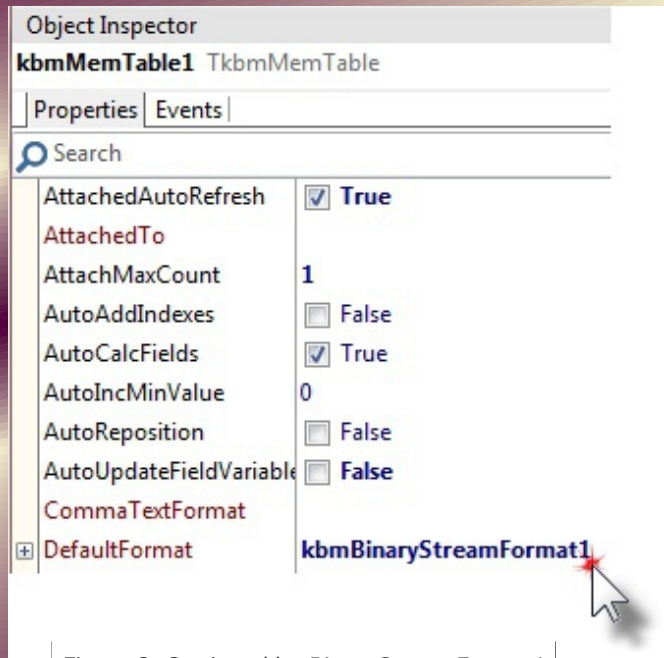 Object Inspector
kbmMemTable1 TkbmMemTable
Properties Events
Search
AttachedAutoRefresh True
AttachedTo
AttachMaxCount 1
AutoAddIndexes False
AutoCalcFields True
AutoIncMinValue 0
AutoReposition False
AutoUpdateFieldVariable False
CommaTextFormat
DefaultFormat kbmBinaryStreamFormat1